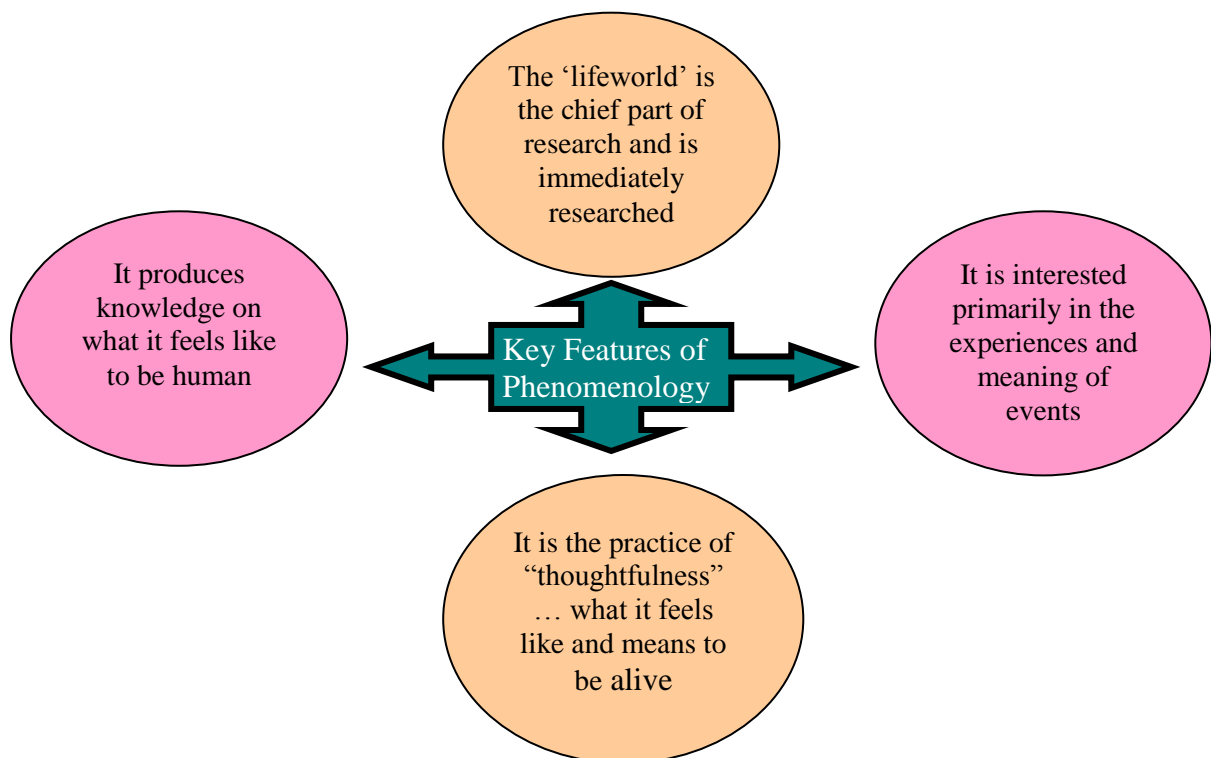 The ‘lifeworld’ is
the chief part of
research and is
immediately
researched
It produces
knowledge on
what it feels like
to be human
Key Features of
Phenomenology
It is interested
primarily in the
experiences and
meaning of
events
It is the practice of
“thoughtfulness”
… what it feels
like and means to
be alive